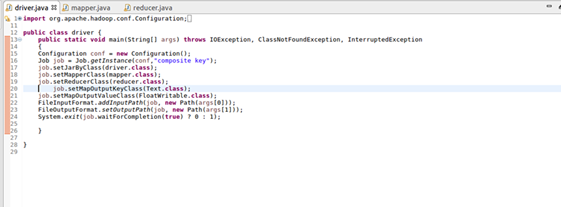 driver.java
mapper.java
reducer.java
1 import org.apache.hadoop.conf.Configuration;
11
12 public class driver {
13 public static void main(String[] args) throws IOException, ClassNotFoundException, InterruptedException
14 {
15 Configuration conf = new Configuration();
16 Job job = Job.getInstance(conf,"composite key");
17 job.setJarByClass(driver.class);
18 job.setMapperClass(mapper.class);
19 job.setReducerClass(reducer.class);
20 job.setMapOutputKeyClass(Text.class);
21 job.setMapOutputValueClass(FloatWritable.class);
22 FileInputFormat.addInputPath(job, new Path(args[0]));
23 FileOutputFormat.setOutputPath(job, new Path(args[1]));
24 System.exit(job.waitForCompletion(true) ? 0 : 1);
25
26 }
27
28 }
29